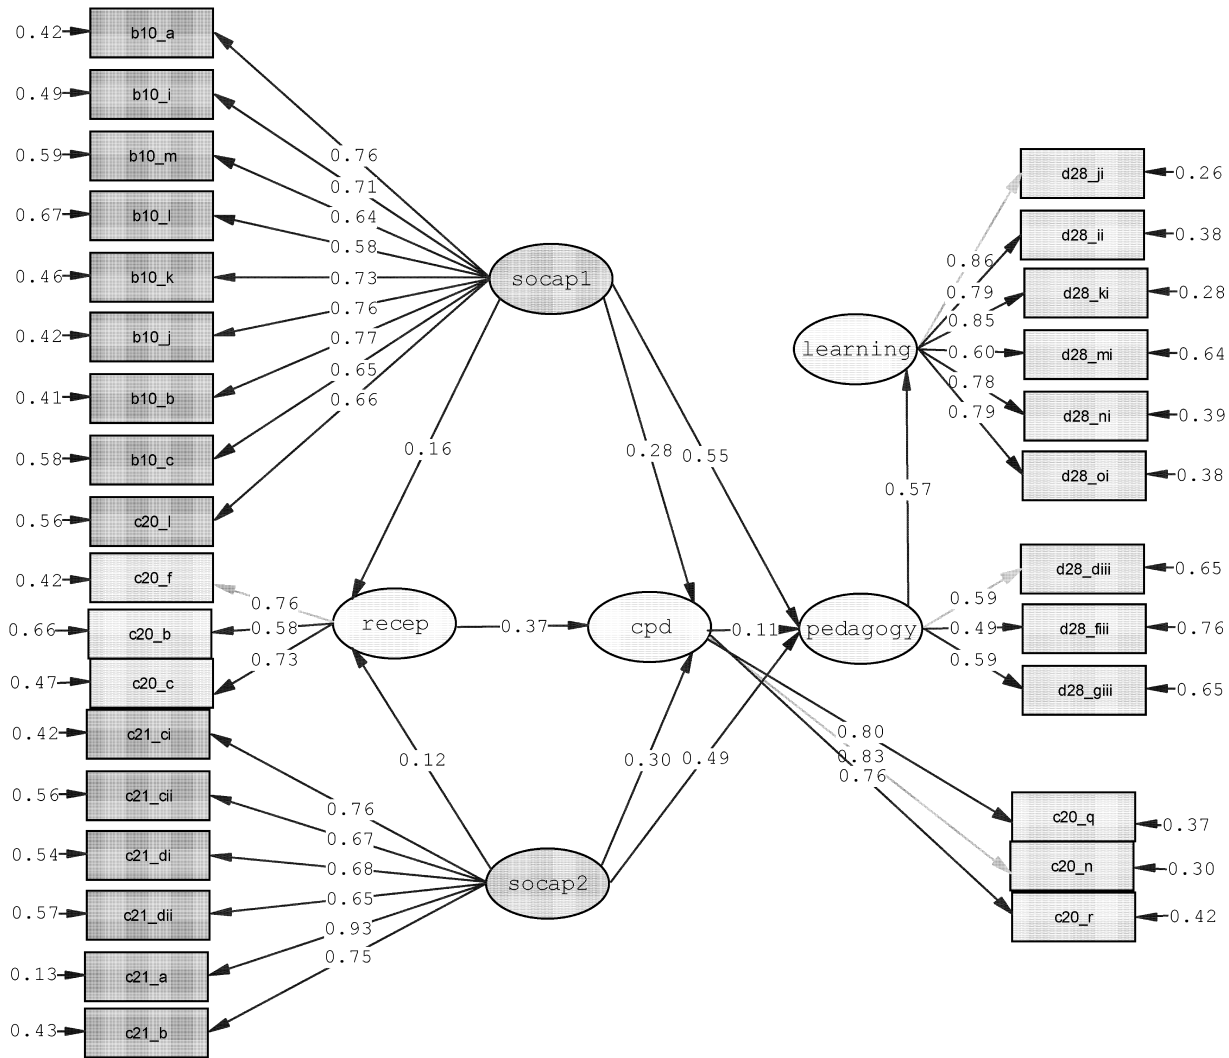 0.42 b10_a
0.49 b10_i
0.59 b10_m
0.67 b10_l
0.46 b10_k
0.42 b10_j
0.41 b10_b
0.58 b10_c
0.56 c20_l
0.42 c20_f
0.66 c20_b
0.47 c20_c
0.42 c21_ci
0.56 c21_cii
0.54 c21_di
0.57 c21_dii
0.13 c21_a
0.43 c21_b
0.76
0.71
0.64
0.58
0.73
0.76
0.77
0.65
0.66
socap1
0.16
0.28
0.55
0.76
0.58
0.73
recep
0.37
cpd
0.11
pedagogy
0.57
learning
0.12
0.30
0.49
0.76
0.67
0.68
0.65
0.93
0.75
socap2
0.86
0.79
0.85
0.60
0.78
0.79
d28_ji 0.26
d28_ii 0.38
d28_ki 0.28
d28_mi 0.64
d28_ni 0.39
d28_oi 0.38
0.59
0.49
0.59
d28_diii 0.65
d28_fiii 0.76
d28_giii 0.65
0.80
0.83
0.76
c20_q 0.37
c20_n 0.30
c20_r 0.42